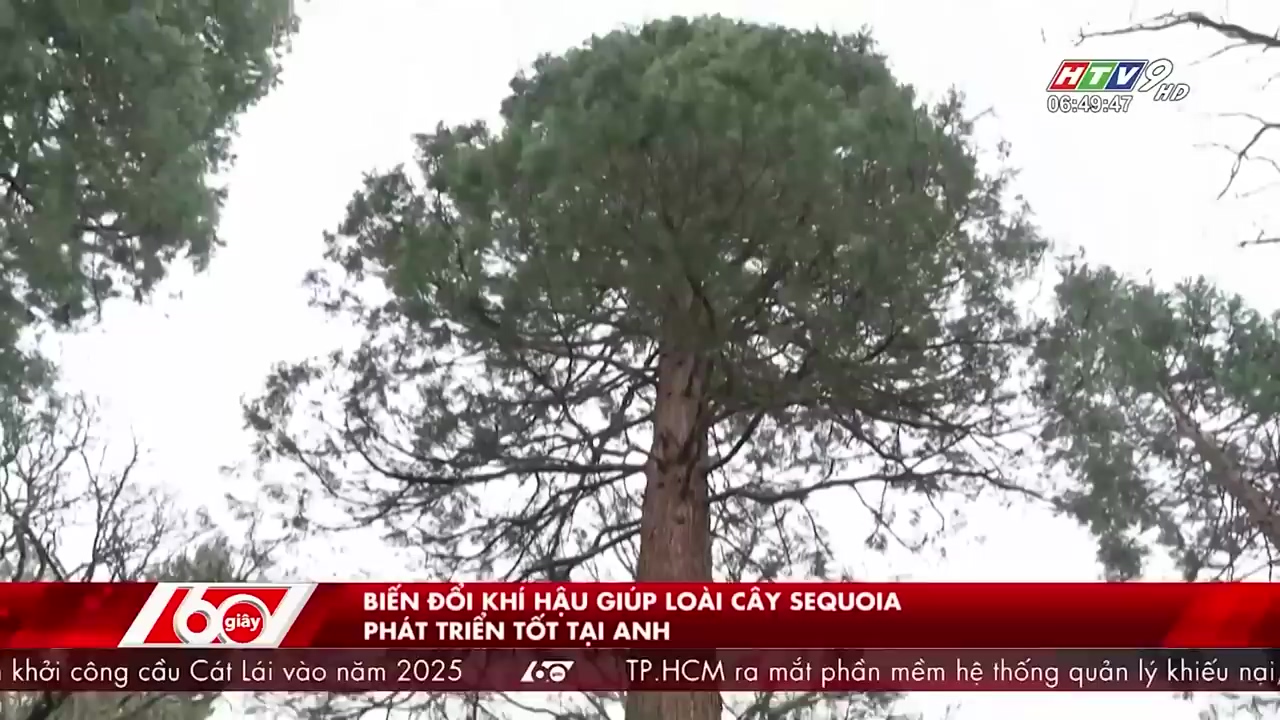 HTV9 HD
06:49:47
60 giây
BIẾN ĐỔI KHÍ HẬU GIÚP LOÀI CÂY SEQUOIA
PHÁT TRIỂN TỐT TẠI ANH
khởi công cầu Cát Lái vào năm 2025 60 giây TP.HCM ra mắt phần mềm hệ thống quản lý khiếu nại,